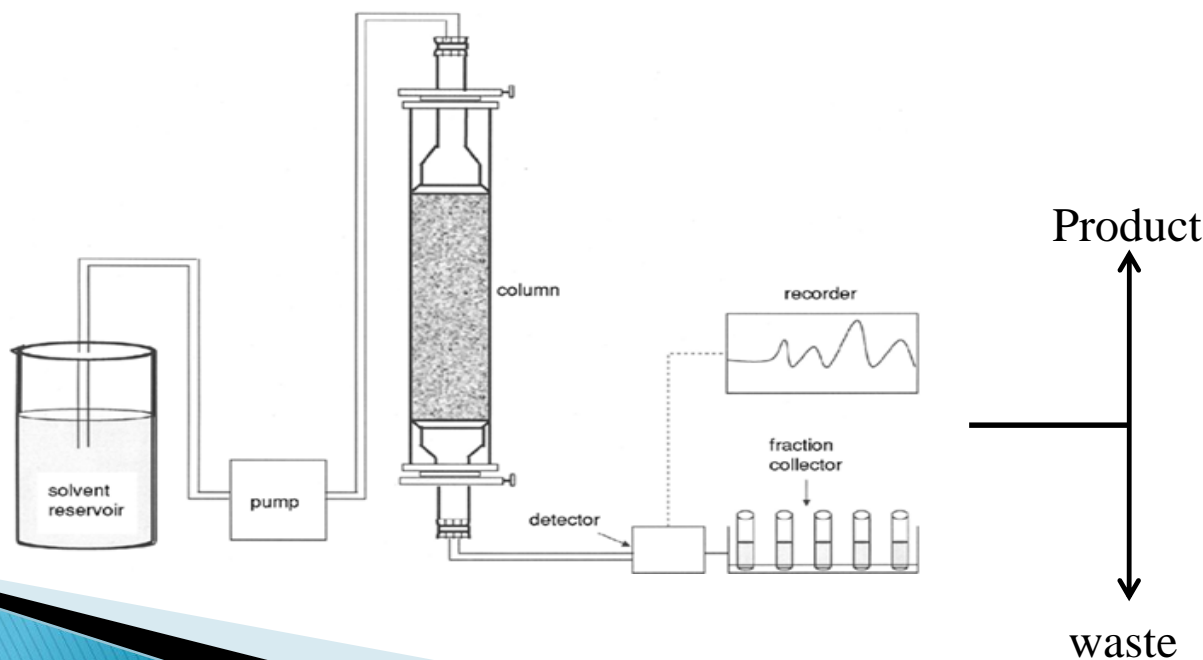 Product
column
recorder
fraction
collector
solvent
reservoir
pump
detector
waste